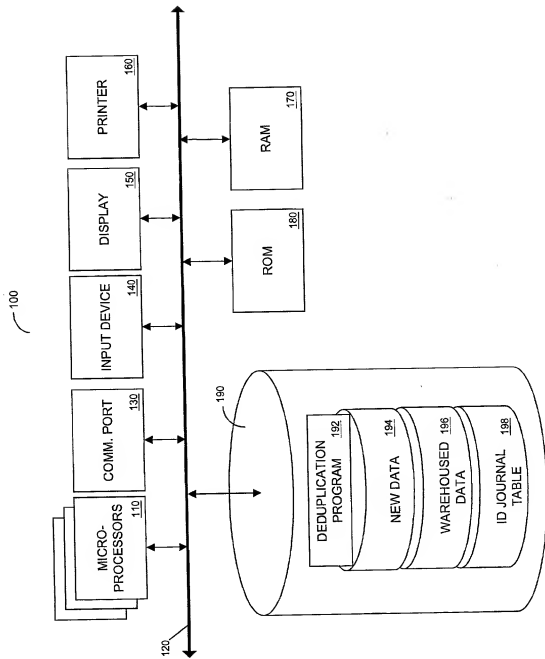 100
MICRO-
PROCESSORS
110
COMM. PORT
130
INPUT DEVICE
140
DISPLAY
150
PRINTER
160
120
190
ROM
180
RAM
170
DEDUPLICATION
PROGRAM
192
NEW DATA
194
WAREHOUSED
DATA
196
ID JOURNAL
TABLE
198